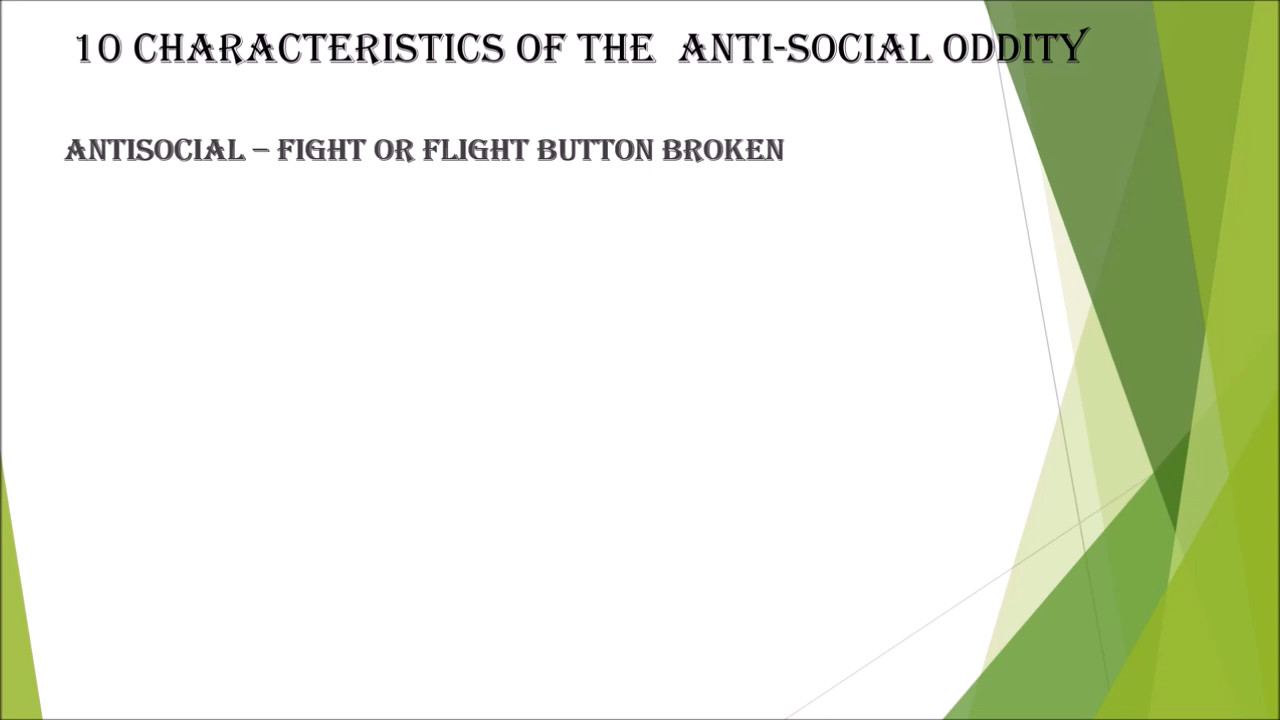 10 CHARACTERISTICS OF THE ANTI-SOCIAL ODDITY
ANTISOCIAL – FIGHT OR FLIGHT BUTTON BROKEN